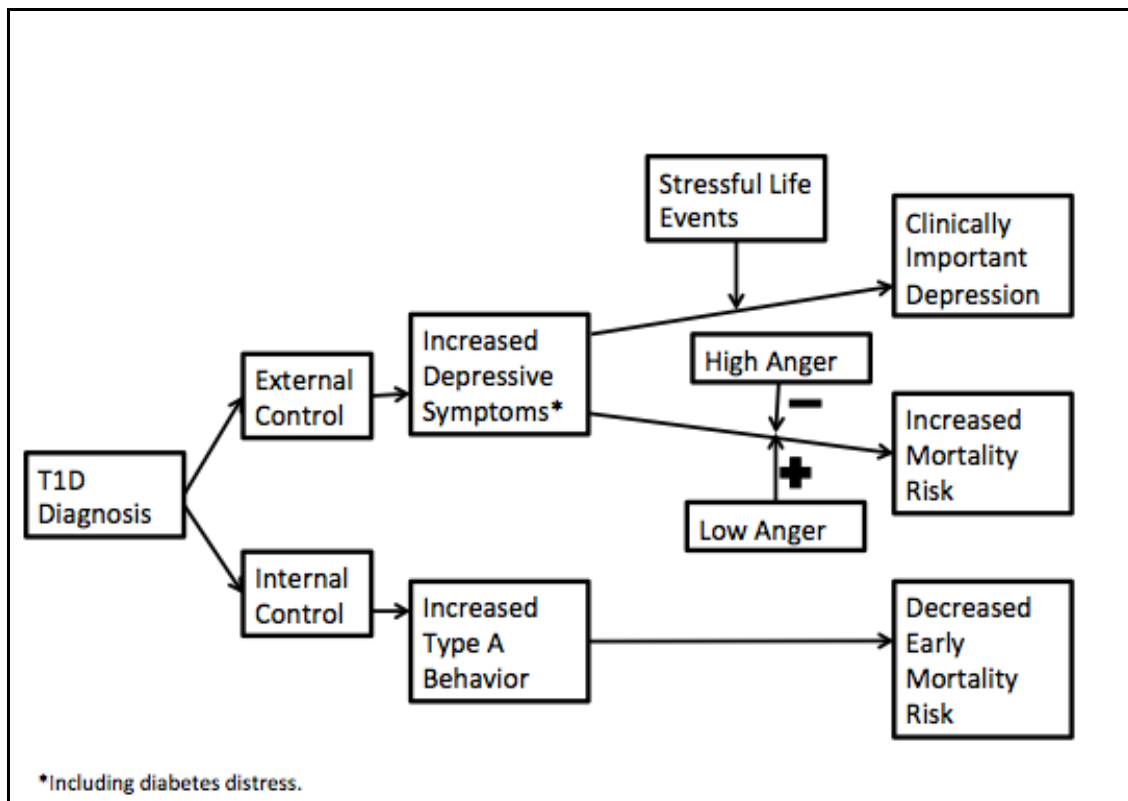 Stressful Life
Events
Clinically
Important
Depression
Increased
Depressive
Symptoms*
High Anger
External
Control
Increased
Mortality
Risk
T1D
Diagnosis
Low Anger
Internal
Control
Increased
Type A
Behavior
Decreased
Early
Mortality
Risk
*Including diabetes distress.